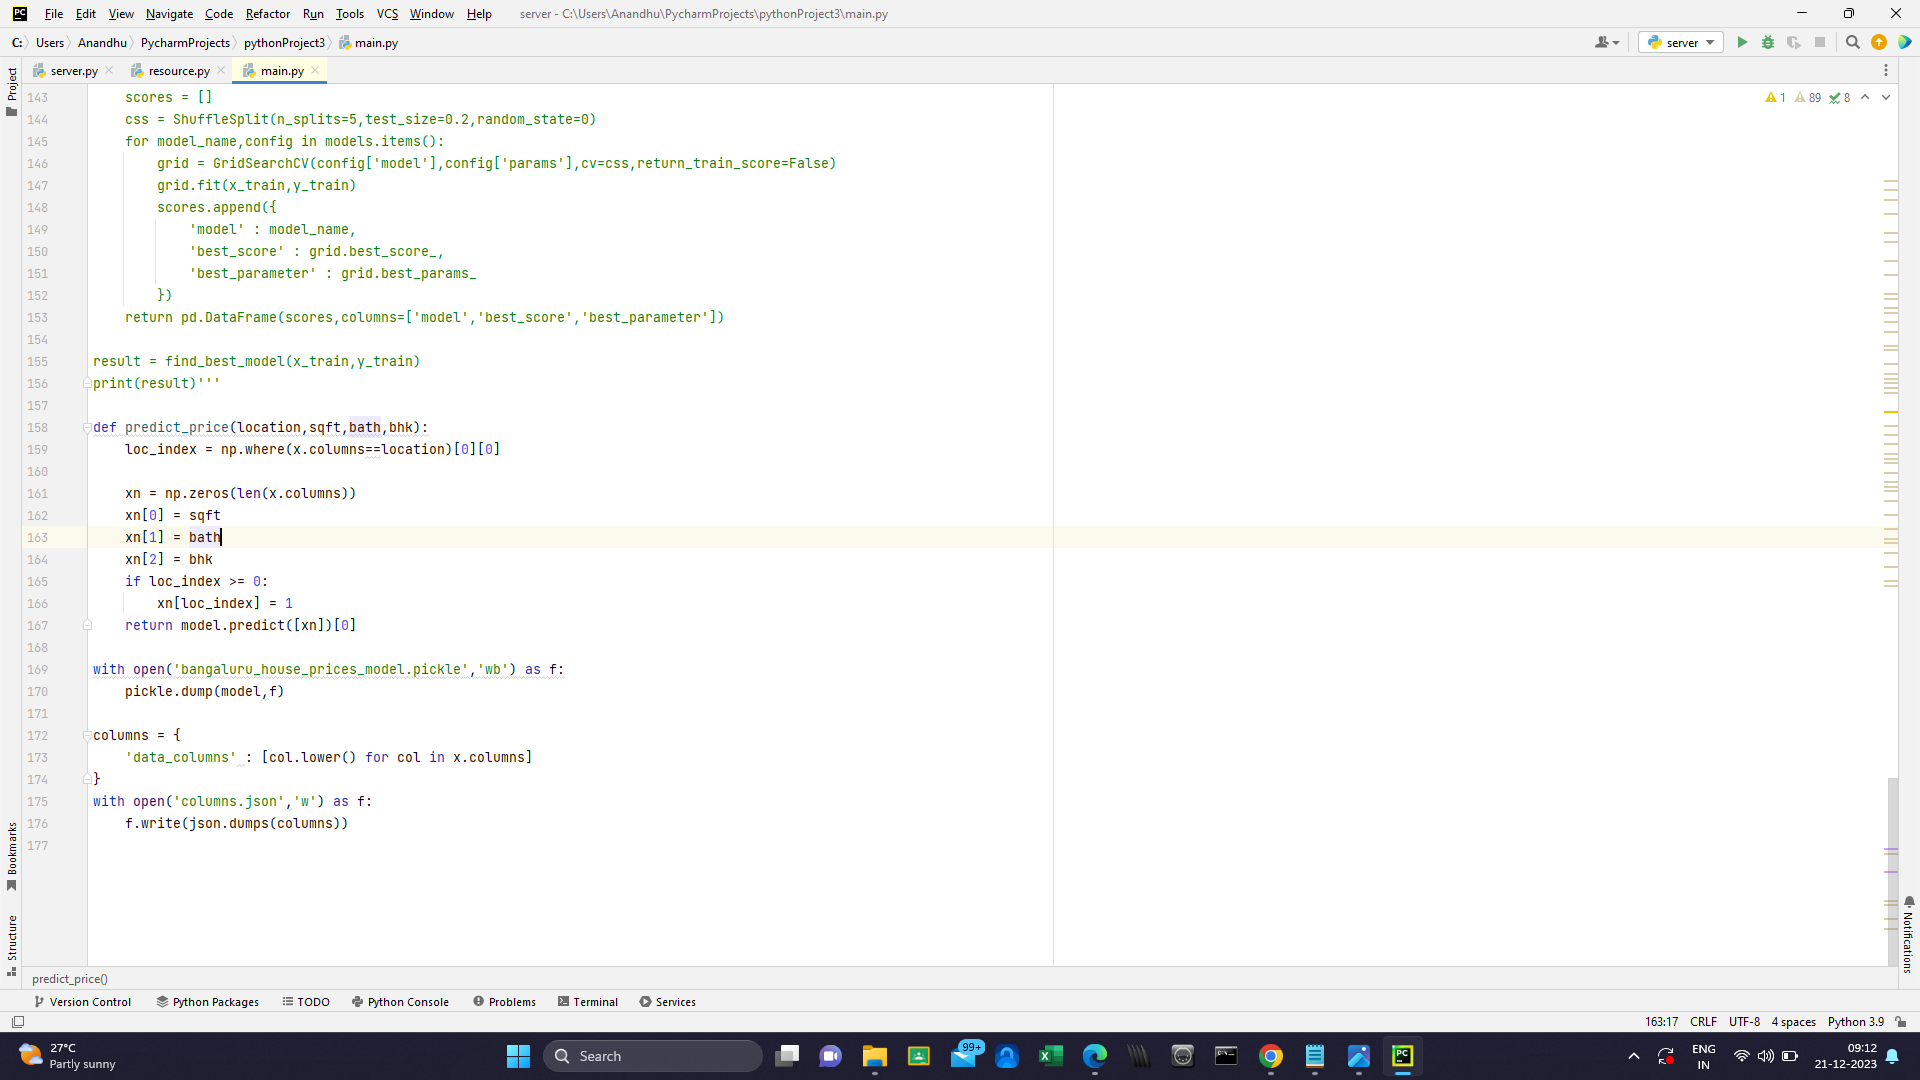 File Edit View Navigate Code Refactor Run Tools VCS Window Help server - C:\Users\Anandhu\PycharmProjects\pythonProject3\main.py
C: Users Anandhu PycharmProjects pythonProject3 main.py server
server.py resource.py main.py
Project
1 89 8
143 scores = []
144 css = ShuffleSplit(n_splits=5,test_size=0.2,random_state=0)
145 for model_name,config in models.items():
146 grid = GridSearchCV(config['model'],config['params'],cv=css,return_train_score=False)
147 grid.fit(x_train,y_train)
148 scores.append({
149 'model' : model_name,
150 'best_score' : grid.best_score_,
151 'best_parameter' : grid.best_params_
152 })
153 return pd.DataFrame(scores,columns=['model','best_score','best_parameter'])
154
155 result = find_best_model(x_train,y_train)
156 print(result)'''
157
158 def predict_price(location,sqft,bath,bhk):
159 loc_index = np.where(x.columns==location)[0][0]
160
161 xn = np.zeros(len(x.columns))
162 xn[0] = sqft
163 xn[1] = bath
164 xn[2] = bhk
165 if loc_index >= 0:
166 xn[loc_index] = 1
167 return model.predict([xn])[0]
168
169 with open('bangaluru_house_prices_model.pickle','wb') as f:
170 pickle.dump(model,f)
171
172 columns = {
173 'data_columns' : [col.lower() for col in x.columns]
174 }
175 with open('columns.json','w') as f:
176 f.write(json.dumps(columns))
177
Bookmarks
Structure
Notifications
predict_price()
Version Control Python Packages TODO Python Console Problems Terminal Services
163:17 CRLF UTF-8 4 spaces Python 3.9
27°C
Partly sunny
Search
99+
PC
ENG
IN
09:12
21-12-2023